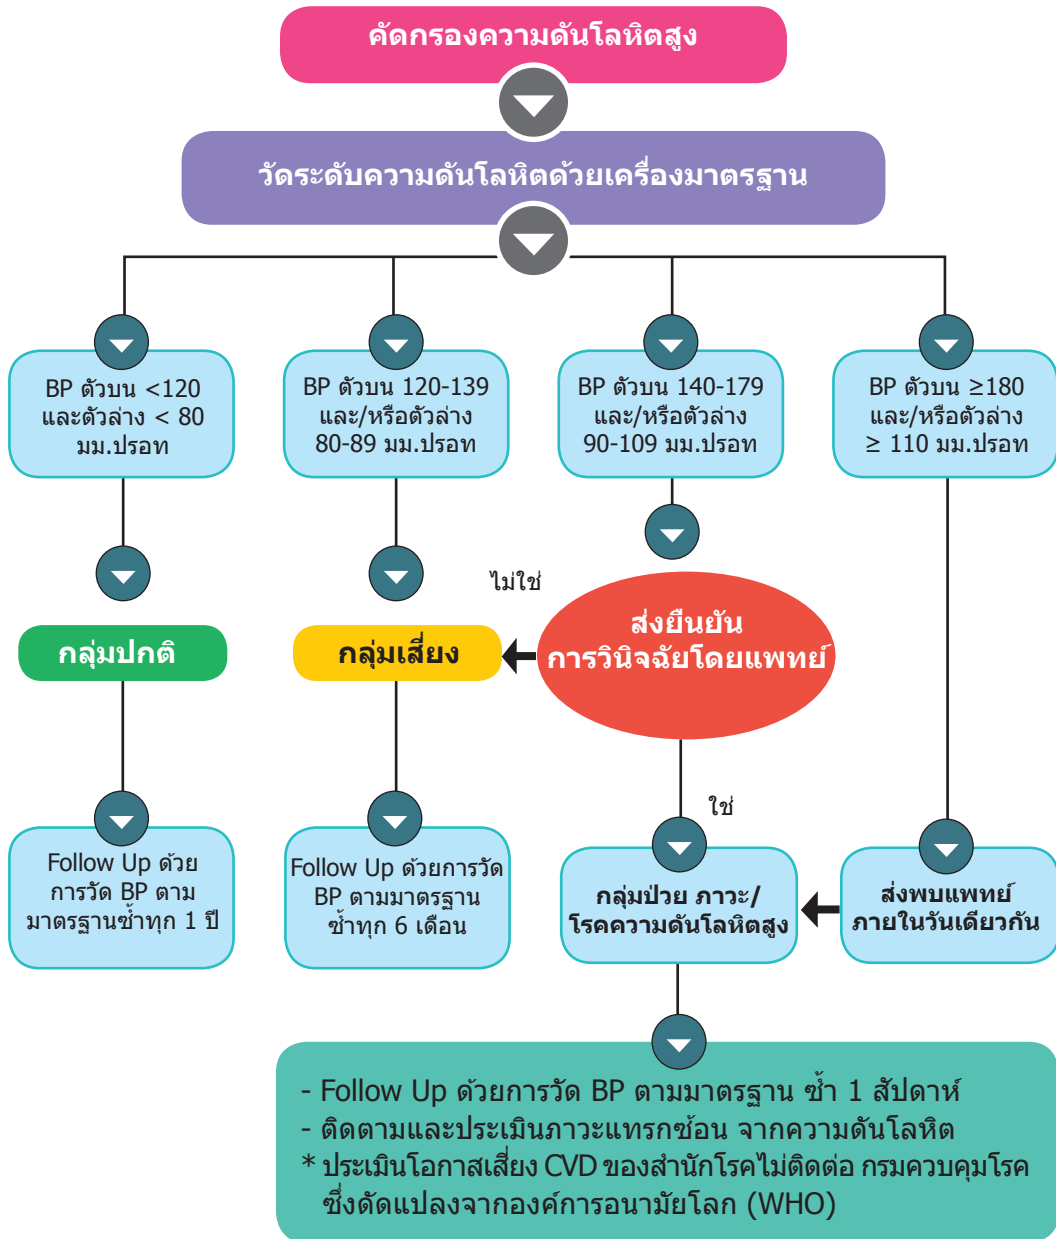 คัดกรองความดันโลหิตสูง
วัดระดับความดันโลหิตด้วยเครื่องมาตรฐาน
BP ตัวบน <120
และตัวล่าง < 80
มม.ปรอท
BP ตัวบน 120-139
และ/หรือตัวล่าง
80-89 มม.ปรอท
BP ตัวบน 140-179
และ/หรือตัวล่าง
90-109 มม.ปรอท
BP ตัวบน ≥180
และ/หรือตัวล่าง
≥ 110 มม.ปรอท
กลุ่มปกติ
กลุ่มเสี่ยง
ไม่ใช่
ส่งยืนยัน
การวินิจฉัยโดยแพทย์
ใช่
Follow Up ด้วย
การวัด BP ตาม
มาตรฐานซ้ำทุก 1 ปี
Follow Up ด้วยการวัด
BP ตามมาตรฐาน
ซ้ำทุก 6 เดือน
กลุ่มป่วย ภาวะ/
โรคความดันโลหิตสูง
ส่งพบแพทย์
ภายในวันเดียวกัน
- Follow Up ด้วยการวัด BP ตามมาตรฐาน ซ้ำ 1 สัปดาห์
- ติดตามและประเมินภาวะแทรกซ้อน จากความดันโลหิต
* ประเมินโอกาสเสี่ยง CVD ของสำนักโรคไม่ติดต่อ กรมควบคุมโรค
ซึ่งดัดแปลงจากองค์การอนามัยโลก (WHO)